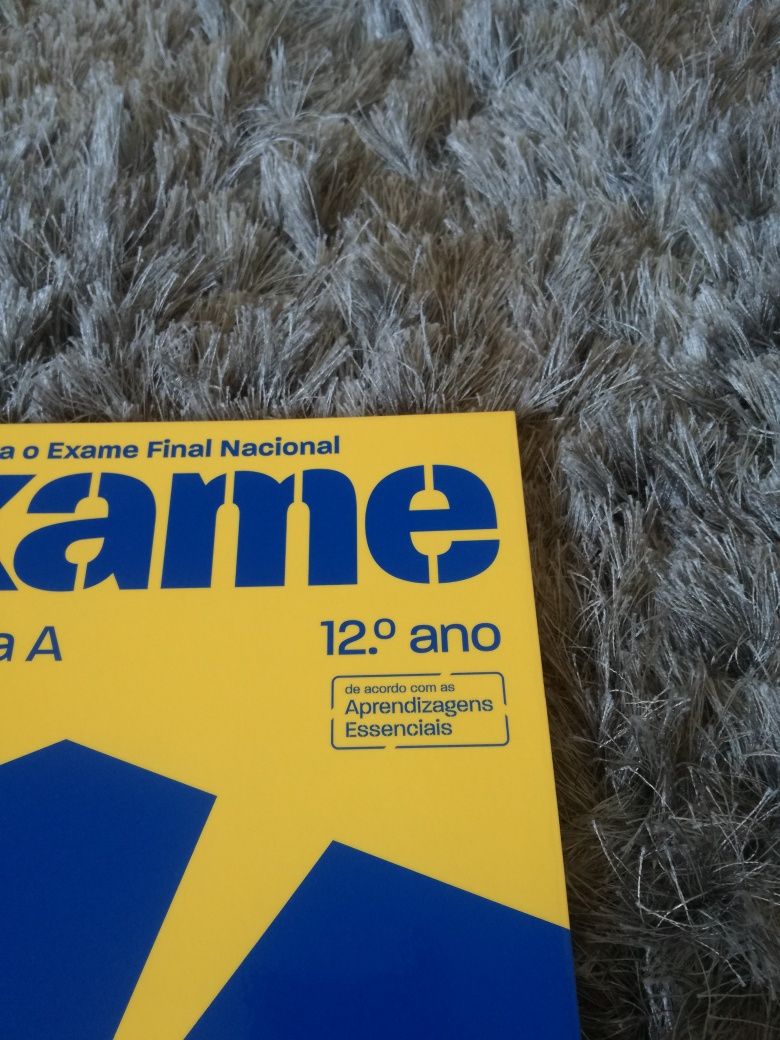 a o Exame Final Nacional
xame
a A
12.º ano
de acordo com as
Aprendizagens
Essenciais